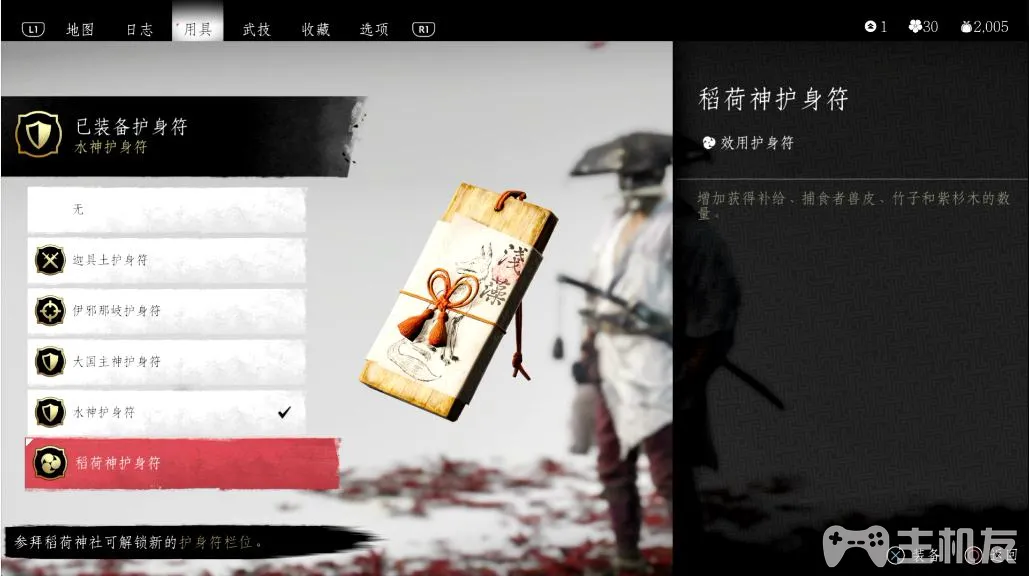 L1 地图 日志 用具 武技 收藏 选项 R1
1 30 2,005
已装备护身符
水神护身符
无
迦具土护身符
伊邪那岐护身符
大国主神护身符
水神护身符
稻荷神护身符
参拜稻荷神社可解锁新的护身符栏位。
浅藻
稻荷神护身符
效用护身符
增加获得补给、捕食者兽皮、竹子和紫杉木的数
量。
主机友
装备 返回